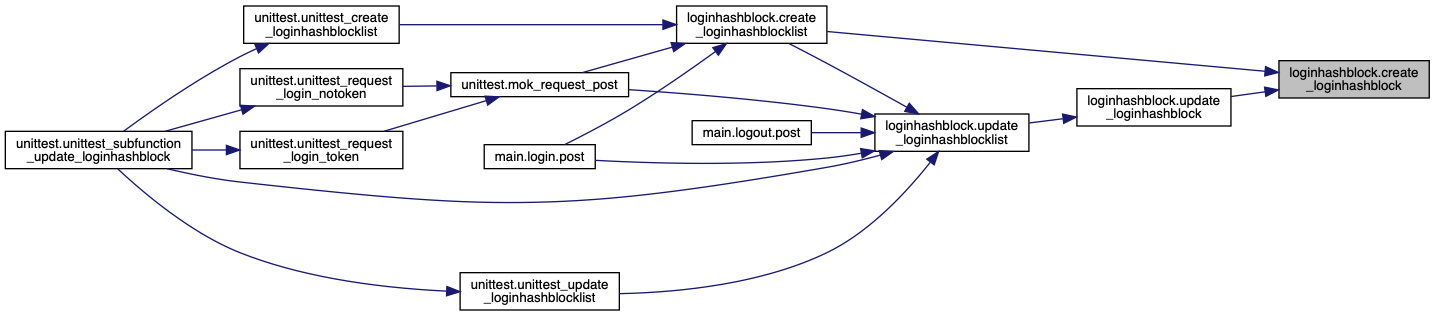 unittest.unittest_create
_loginhashblocklist
loginhashblock.create
_loginhashblocklist
unittest.unittest_request
_login_notoken
unittest.mok_request_post
loginhashblock.create
_loginhashblock
loginhashblock.update
_loginhashblock
main.logout.post
loginhashblock.update
_loginhashblocklist
unittest.unittest_subfunction
_update_loginhashblock
unittest.unittest_request
_login_token
main.login.post
unittest.unittest_update
_loginhashblocklist